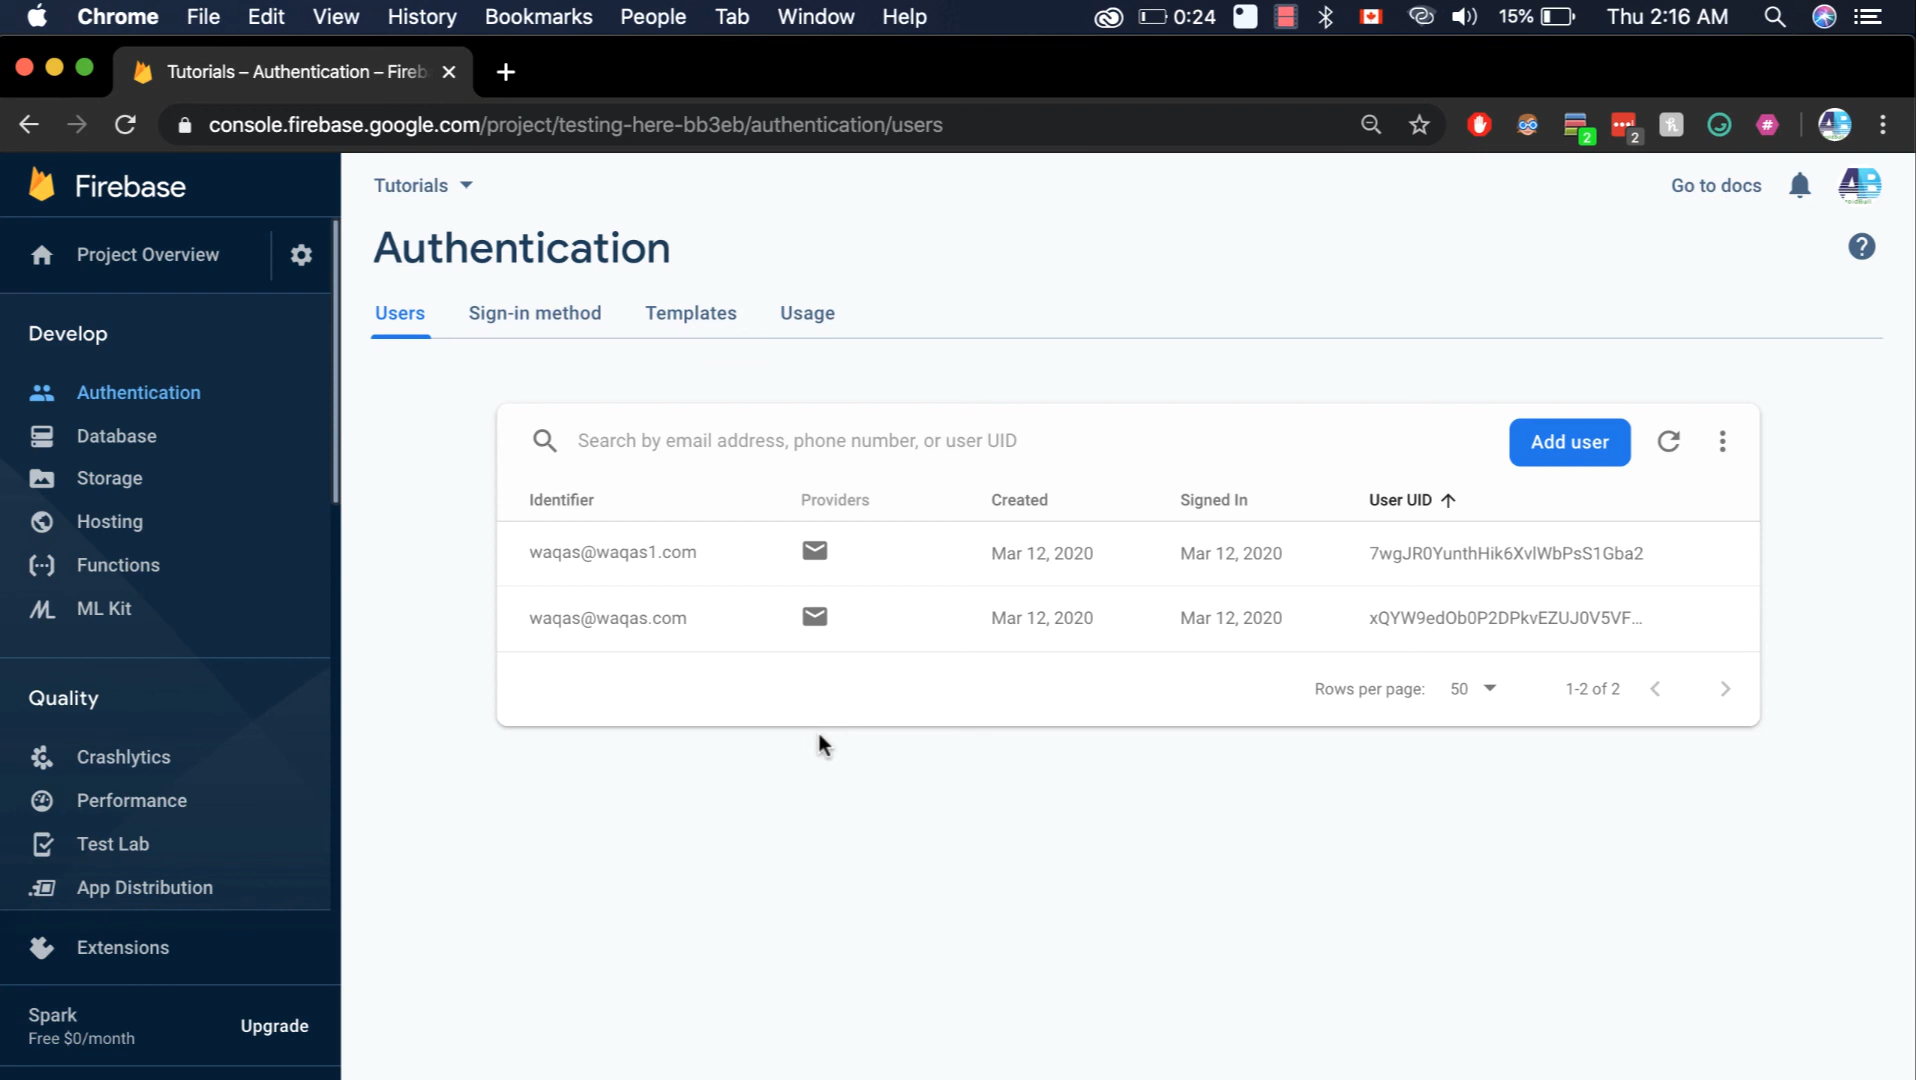 Chrome File Edit View History Bookmarks People Tab Window Help 0:24 15% Thu 2:16 AM
Tutorials – Authentication – Fireb
console.firebase.google.com/project/testing-here-bb3eb/authentication/users 2 2
Firebase
Project Overview
Develop
Authentication
Database
Storage
Hosting
Functions
ML Kit
Quality
Crashlytics
Performance
Test Lab
App Distribution
Extensions
Spark
Free $0/month
Upgrade
Tutorials
Go to docs
Authentication
Users Sign-in method Templates Usage
Search by email address, phone number, or user UID
Add user
Identifier Providers Created Signed In User UID
waqas@waqas1.com Mar 12, 2020 Mar 12, 2020 7wgJR0YunthHik6XvlWbPsS1Gba2
waqas@waqas.com Mar 12, 2020 Mar 12, 2020 xQYW9edOb0P2DPkvEZUJ0V5VF...
Rows per page: 50 1-2 of 2